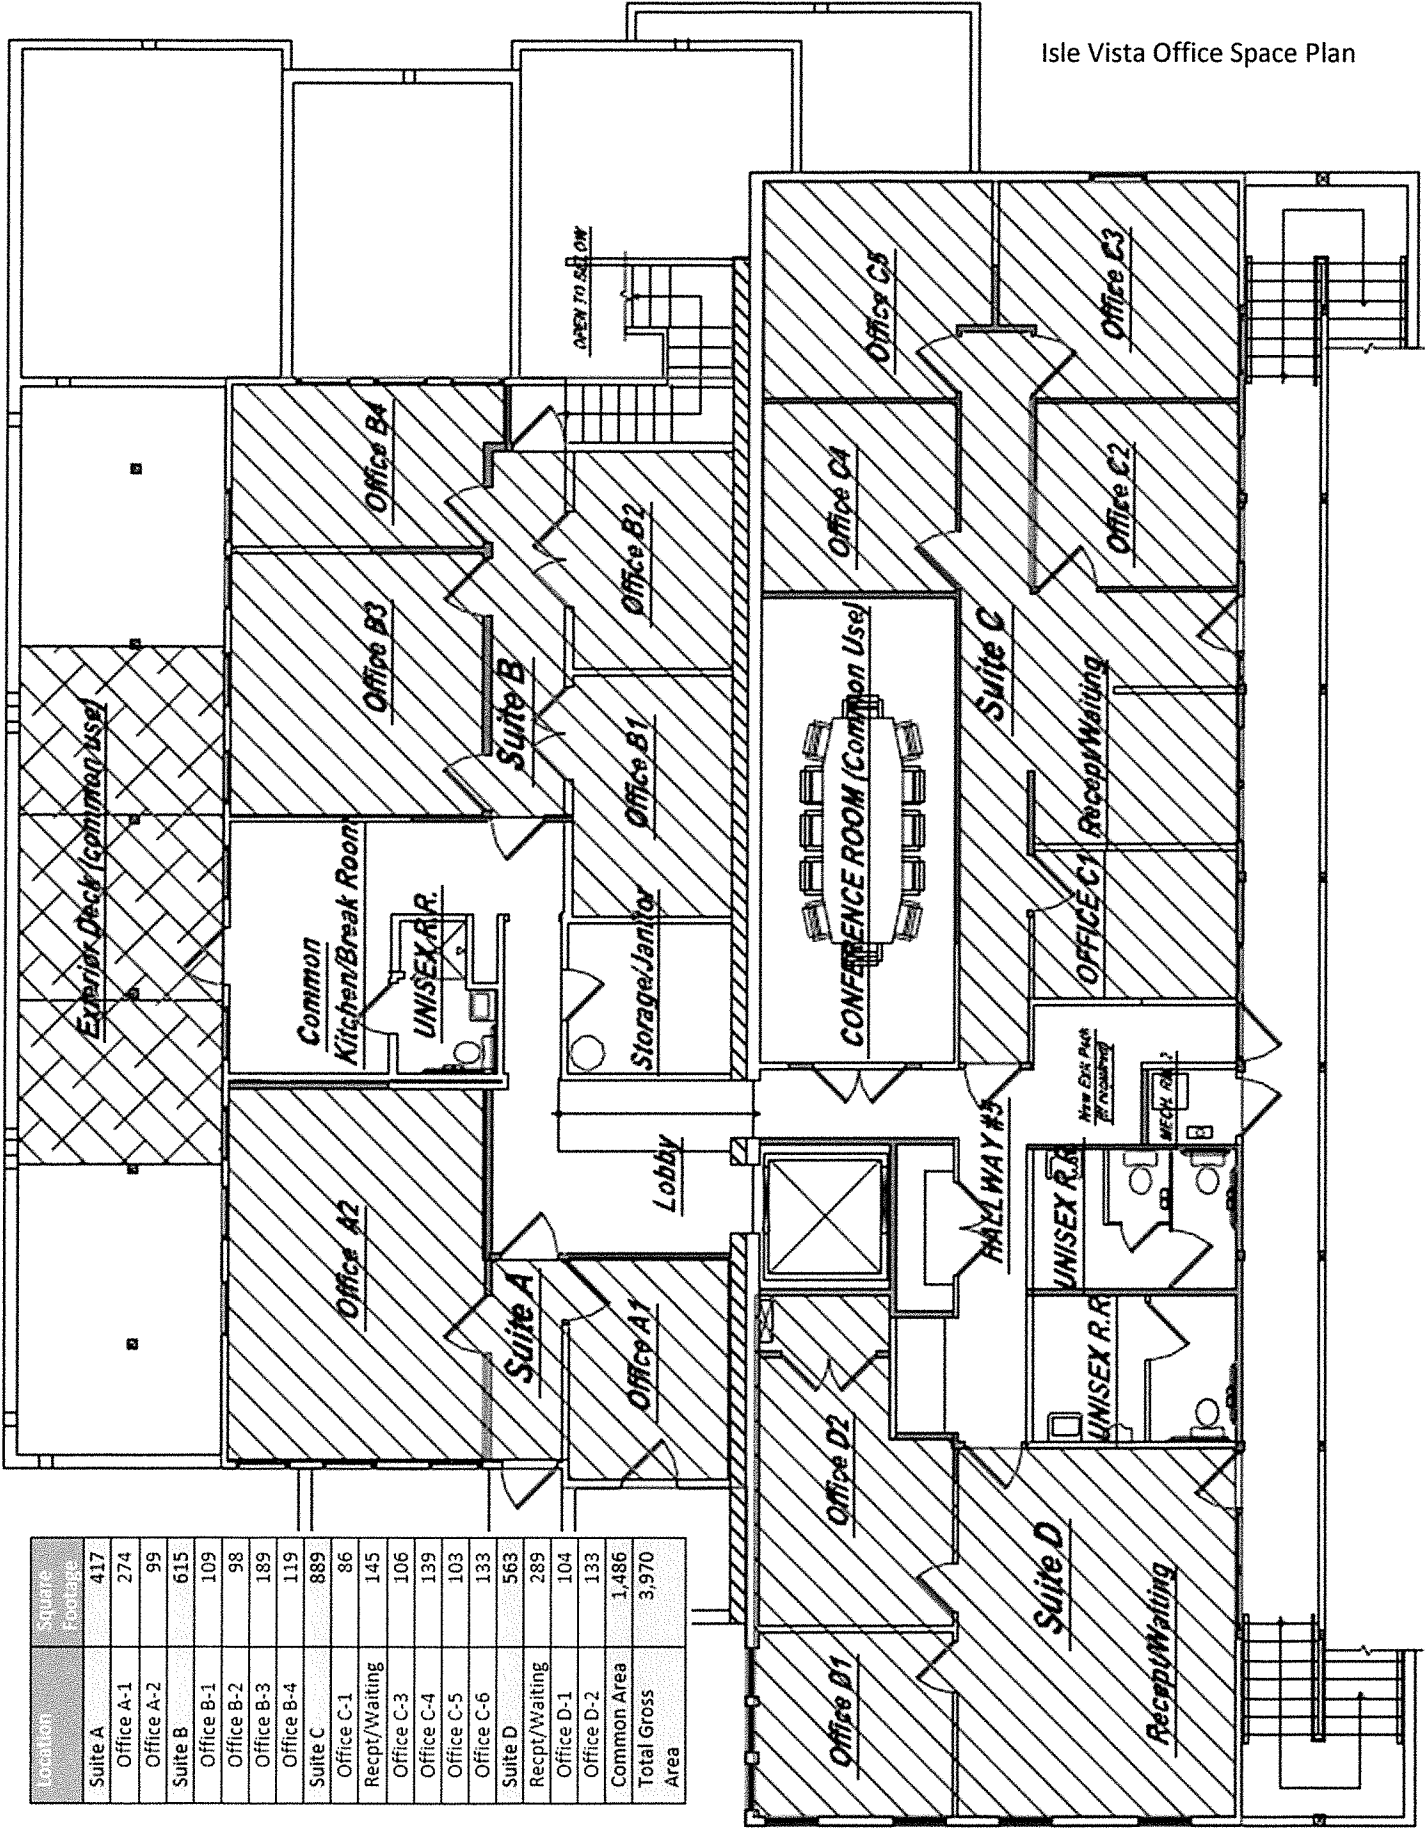 Isle Vista Office Space Plan
OPEN TO BELOW
Office C5
Office C3
Office B4
Office C4
Office C2
Office B2
Office B3
Suite B
Office B1
Exterior Deck (common use)
CONFERENCE ROOM (Common Use)
Suite C
Recept/Waiting
OFFICE C1
Common
Kitchen/Break Room
UNISEX R.R.
Storage/Janitor
New Exit Path
(if required)
MECH. RM.?
HALLWAY #3
Lobby
UNISEX R.R.
UNISEX R.R.
Office A2
Suite A
Office A1
Office D2
Suite D
Recept/Waiting
Office D1
Location Square Footage
Suite A 417
Office A-1 274
Office A-2 99
Suite B 615
Office B-1 109
Office B-2 98
Office B-3 189
Office B-4 119
Suite C 889
Office C-1 86
Recpt/Waiting 145
Office C-3 106
Office C-4 139
Office C-5 103
Office C-6 133
Suite D 563
Recpt/Waiting 289
Office D-1 104
Office D-2 133
Common Area 1,486
Total Gross Area 3,970